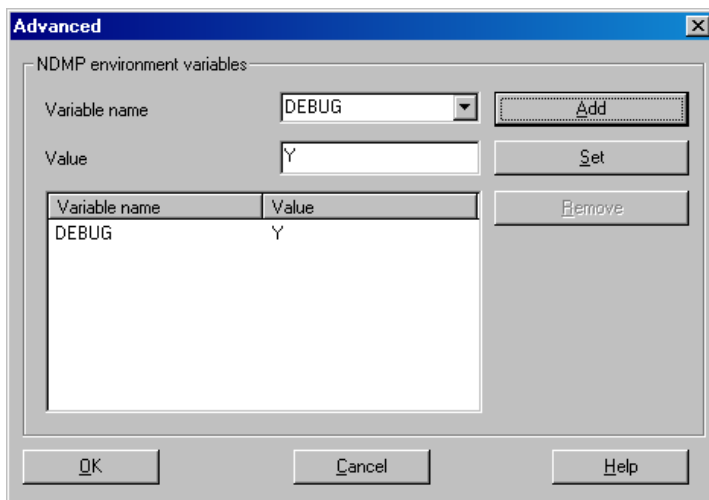 Advanced
NDMP environment variables
Variable name DEBUG Add
Value Y Set
Variable name Value Remove
DEBUG Y
OK Cancel Help